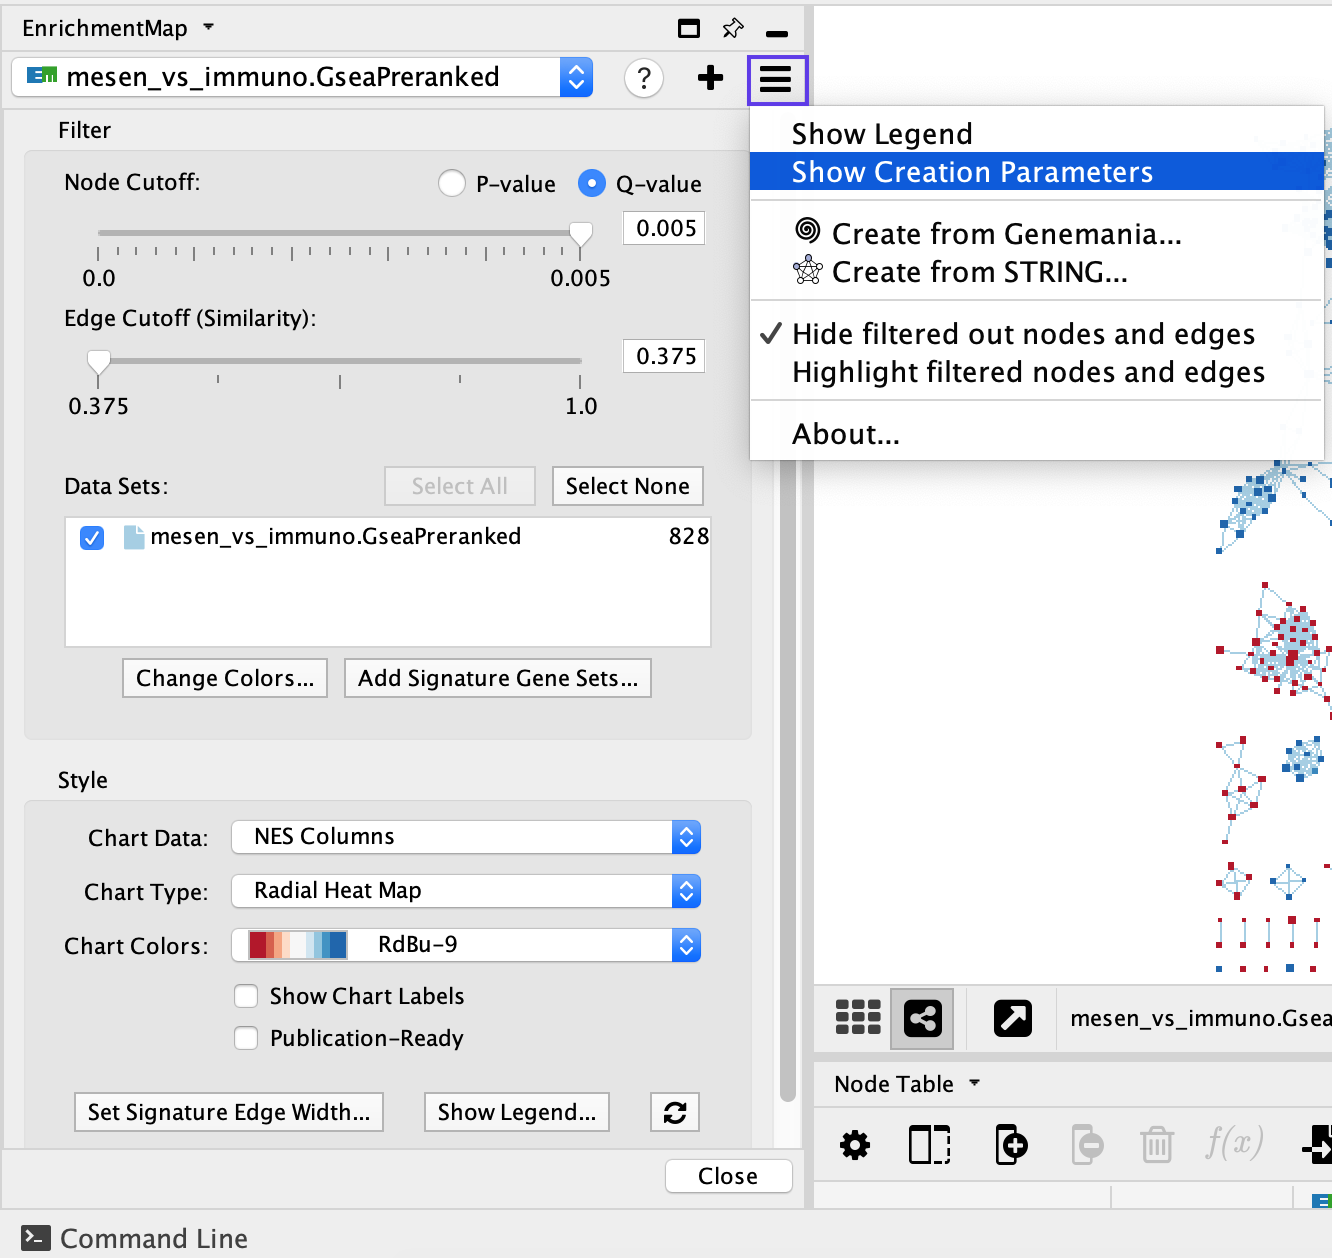 EnrichmentMap
EM mesen_vs_immuno.GseaPreranked
?
Filter
Node Cutoff:
P-value
Q-value
0.005
0.0
0.005
Edge Cutoff (Similarity):
0.375
0.375
1.0
Data Sets:
Select All
Select None
mesen_vs_immuno.GseaPreranked
828
Change Colors...
Add Signature Gene Sets...
Style
Chart Data:
NES Columns
Chart Type:
Radial Heat Map
Chart Colors:
RdBu-9
Show Chart Labels
Publication-Ready
Set Signature Edge Width...
Show Legend...
Close
Command Line
Show Legend
Show Creation Parameters
Create from Genemania...
Create from STRING...
Hide filtered out nodes and edges
Highlight filtered nodes and edges
About...
mesen_vs_immuno.Gsea
Node Table
f(x)